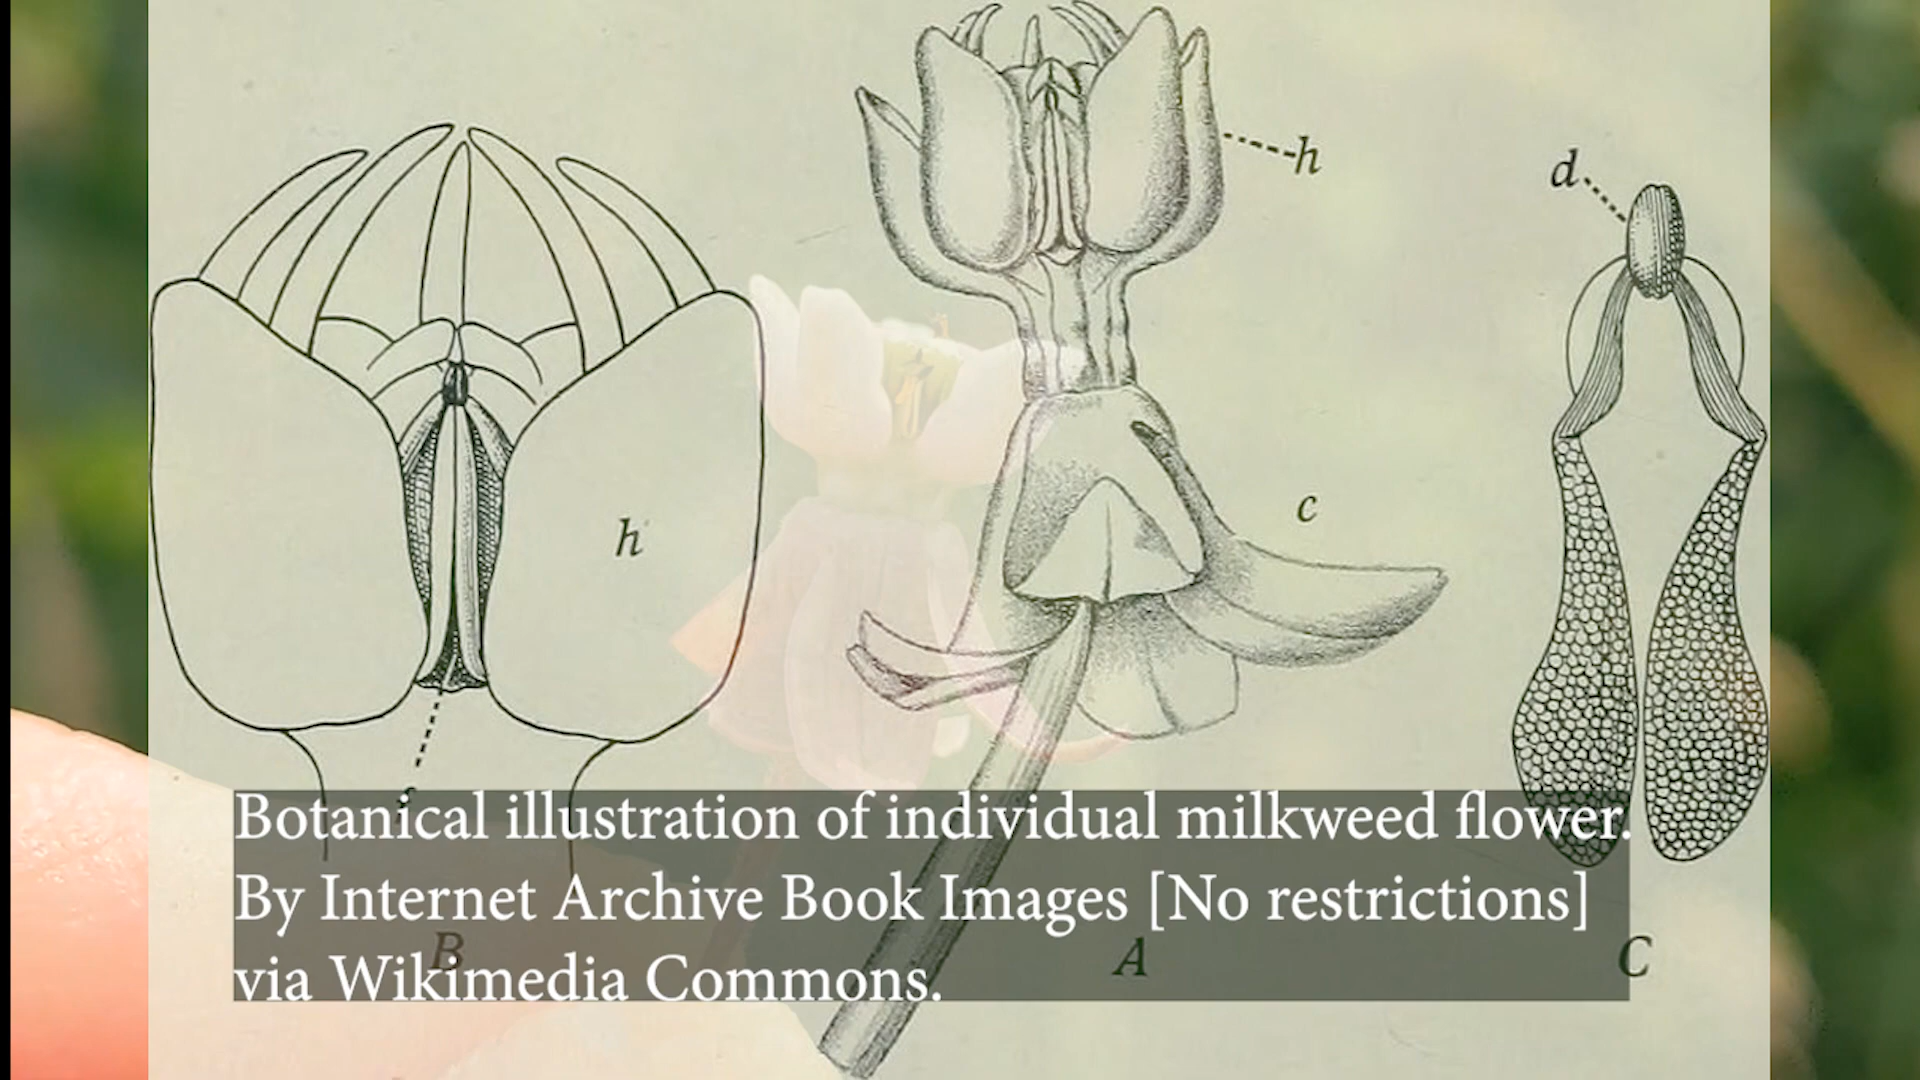 h
d
c
h
s
Botanical illustration of individual milkweed flower.
By Internet Archive Book Images [No restrictions]
via Wikimedia Commons.
B
A
C